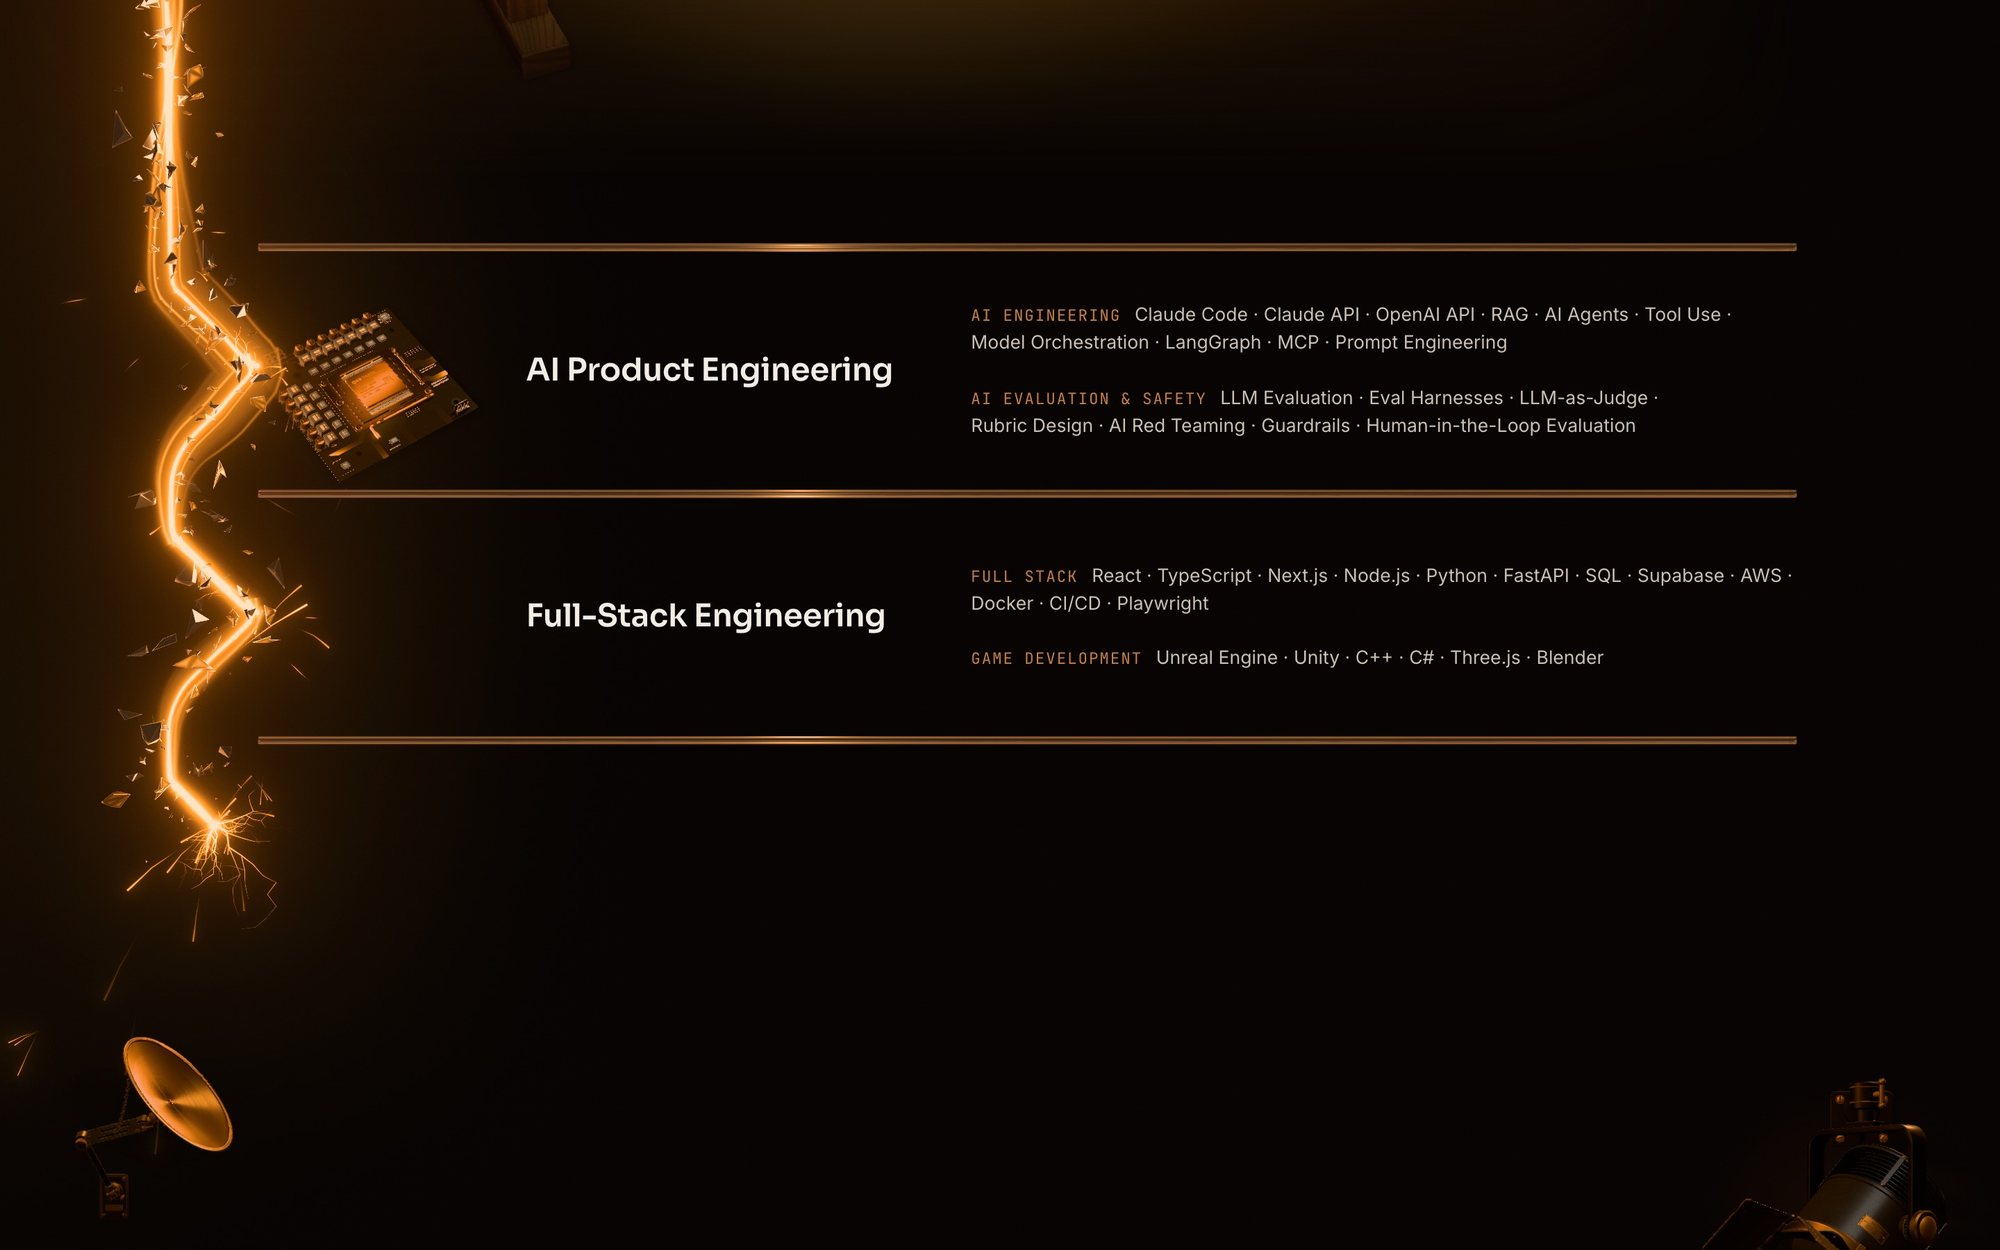 AI ENGINEERING Claude Code · Claude API · OpenAI API · RAG · AI Agents · Tool Use ·
Model Orchestration · LangGraph · MCP · Prompt Engineering
AI Product Engineering
AI EVALUATION & SAFETY LLM Evaluation · Eval Harnesses · LLM-as-Judge ·
Rubric Design · AI Red Teaming · Guardrails · Human-in-the-Loop Evaluation
FULL STACK React · TypeScript · Next.js · Node.js · Python · FastAPI · SQL · Supabase · AWS ·
Docker · CI/CD · Playwright
Full-Stack Engineering
GAME DEVELOPMENT Unreal Engine · Unity · C++ · C# · Three.js · Blender